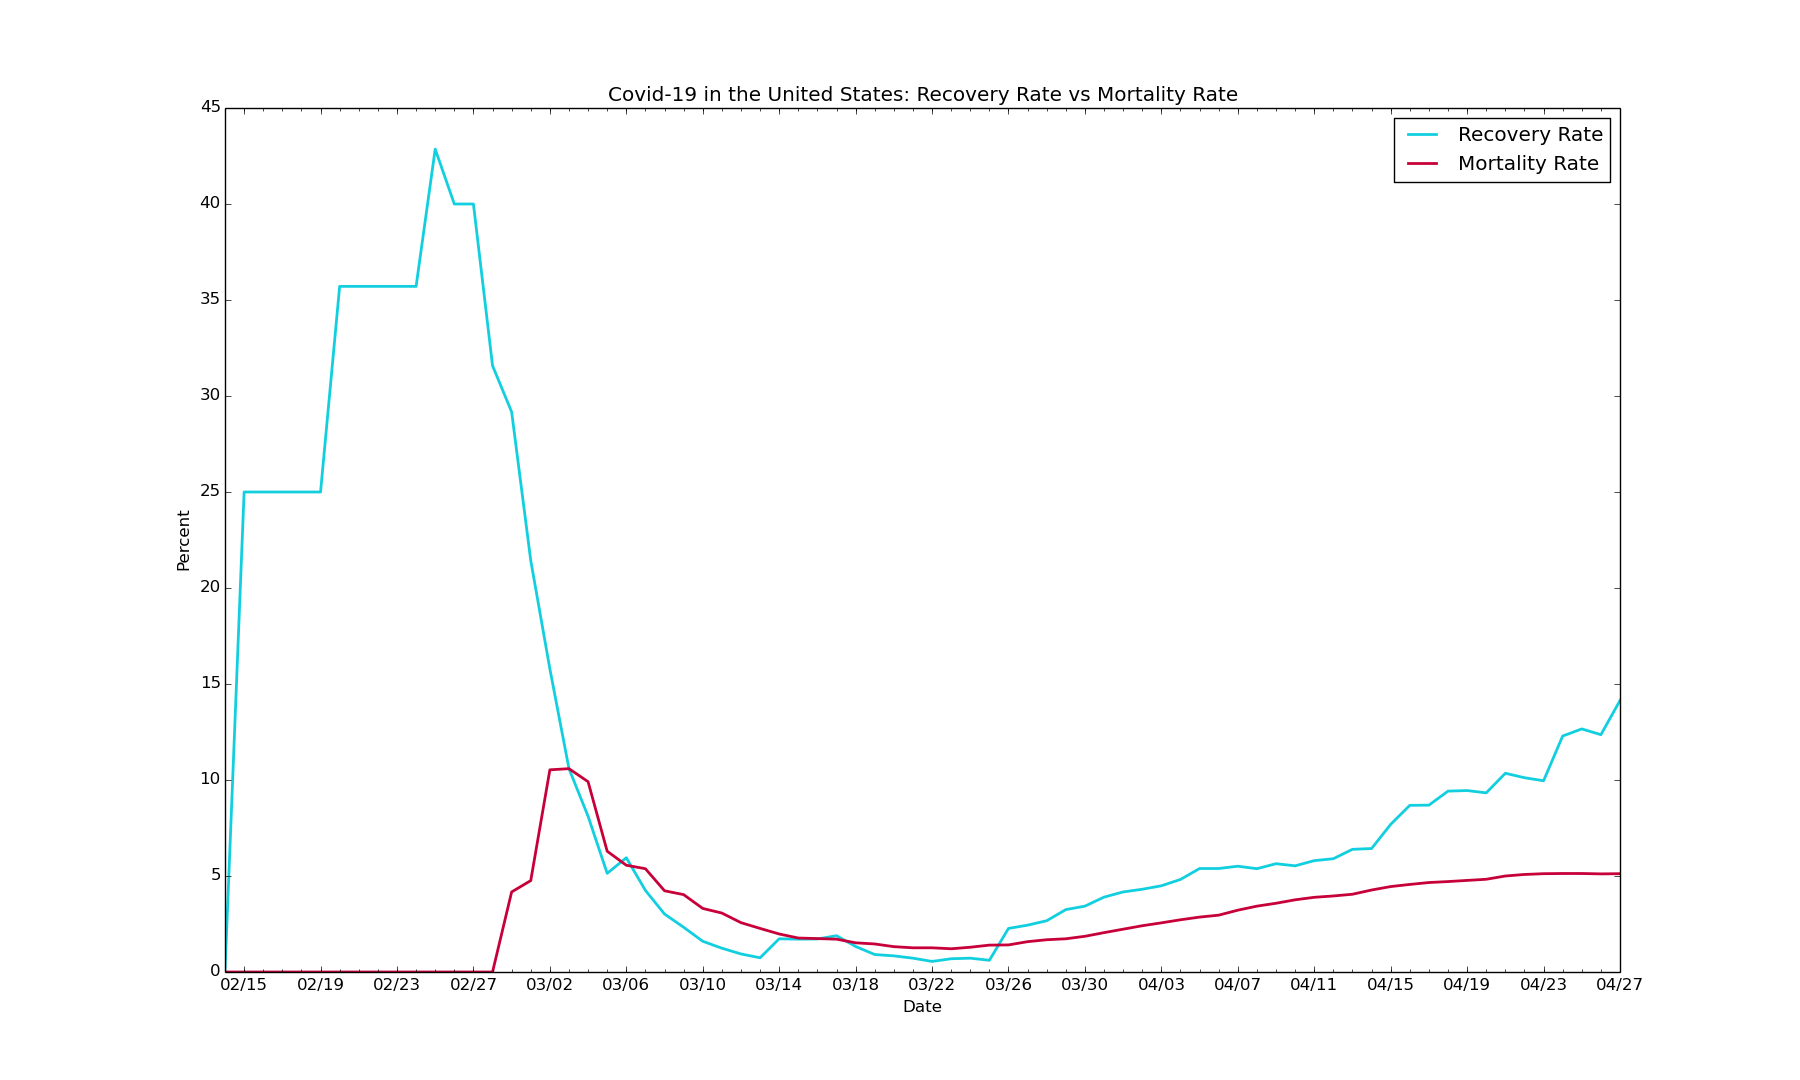 Covid-19 in the United States: Recovery Rate vs Mortality Rate
Recovery Rate
Mortality Rate
45
40
35
30
25
20
15
10
5
0
Percent
02/15 02/19 02/23 02/27 03/02 03/06 03/10 03/14 03/18 03/22 03/26 03/30 04/03 04/07 04/11 04/15 04/19 04/23 04/27
Date